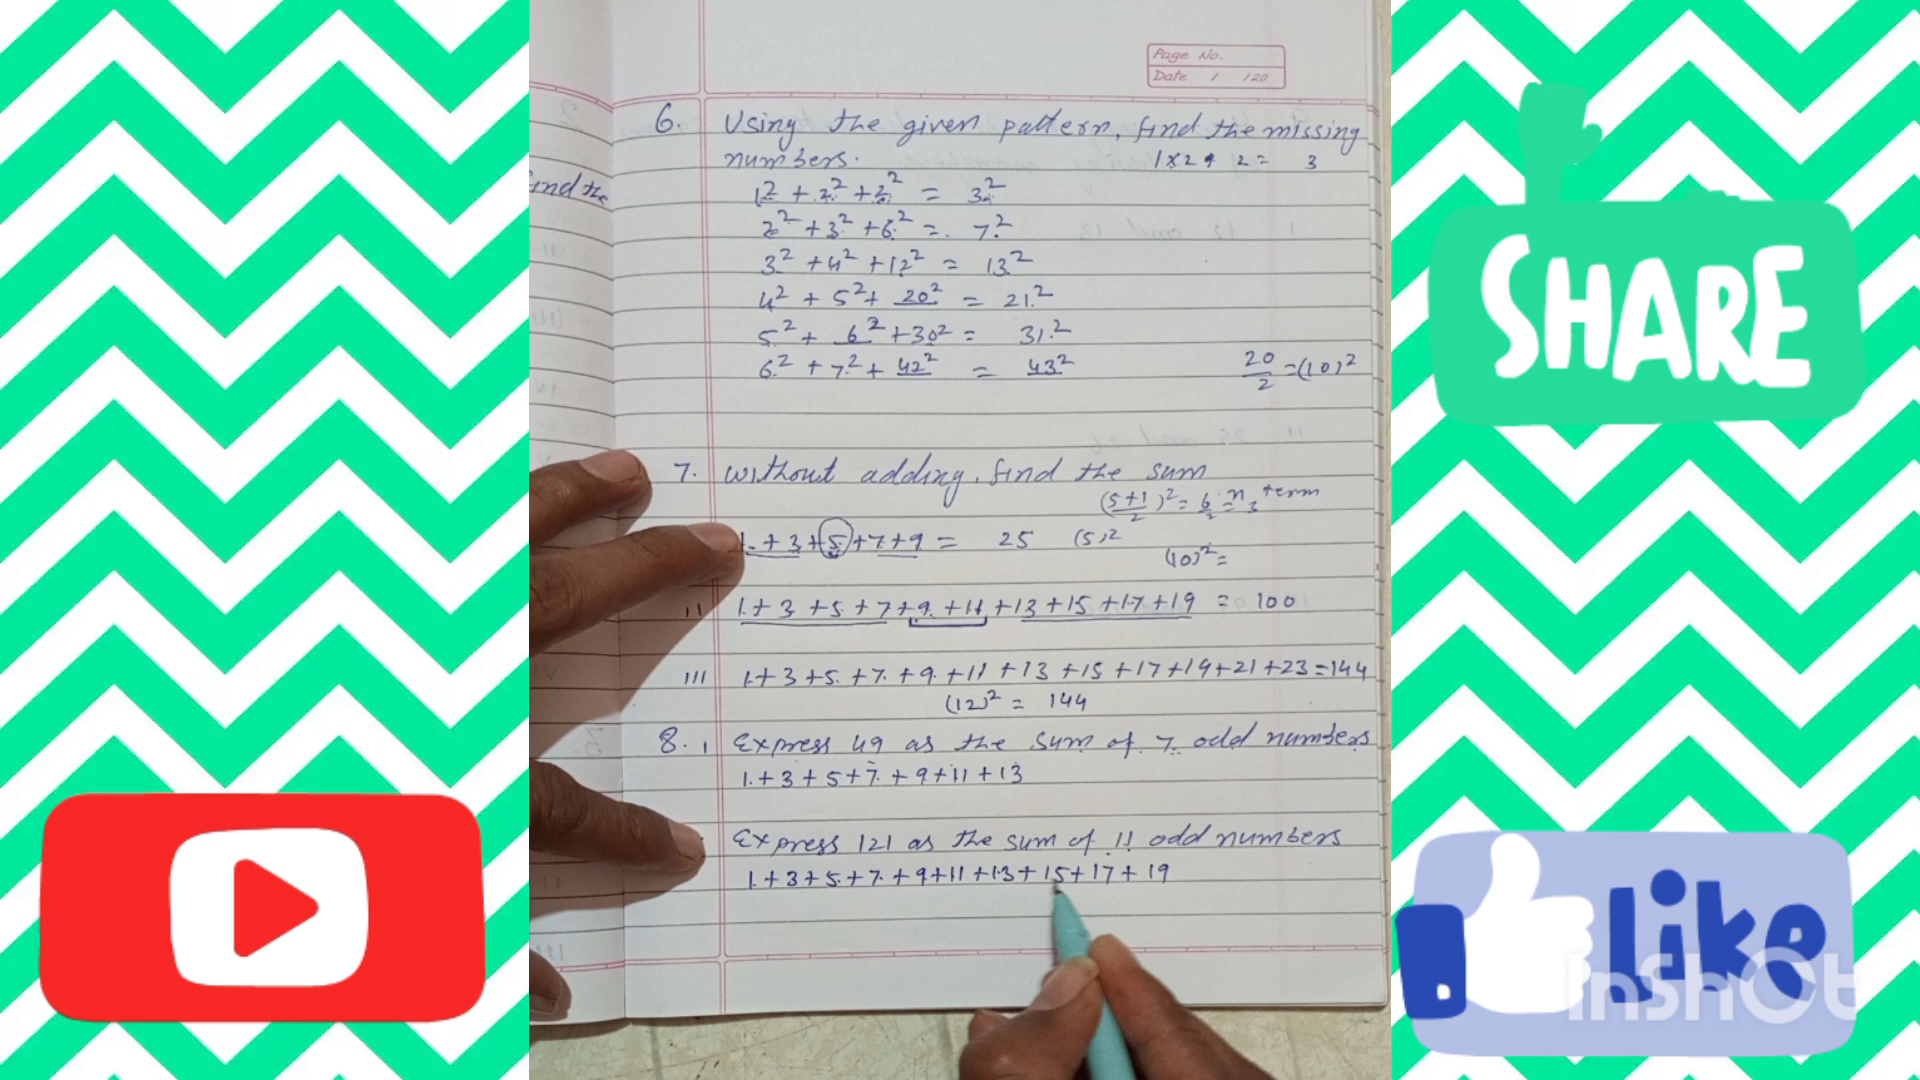 Page No.
Date / 120
6. Using the given pattern, find the missing
numbers. 1 x 2 + 2 = 3
find the
1² + 2² + 2² = 3²
2² + 3² + 6² = 7²
3² + 4² + 12² = 13²
4² + 5² + 20² = 21²
5² + 6² + 30² = 31²
6² + 7² + 42² = 43²
20/2 = (10)²
7. Without adding, find the sum
(5+1/2)² = 6/2 = n 3 term
1 + 3 + 5 + 7 + 9 = 25 (5)²
(10)² =
11 1 + 3 + 5 + 7 + 9 + 11 + 13 + 15 + 17 + 19 = 100
111 1 + 3 + 5 + 7 + 9 + 11 + 13 + 15 + 17 + 19 + 21 + 23 = 144
(12)² = 144
8. 1 Express 49 as the sum of 7 odd numbers
1 + 3 + 5 + 7 + 9 + 11 + 13
Express 121 as the sum of 11 odd numbers
1 + 3 + 5 + 7 + 9 + 11 + 13 + 15 + 17 + 19
SHARE
Like
InShOt